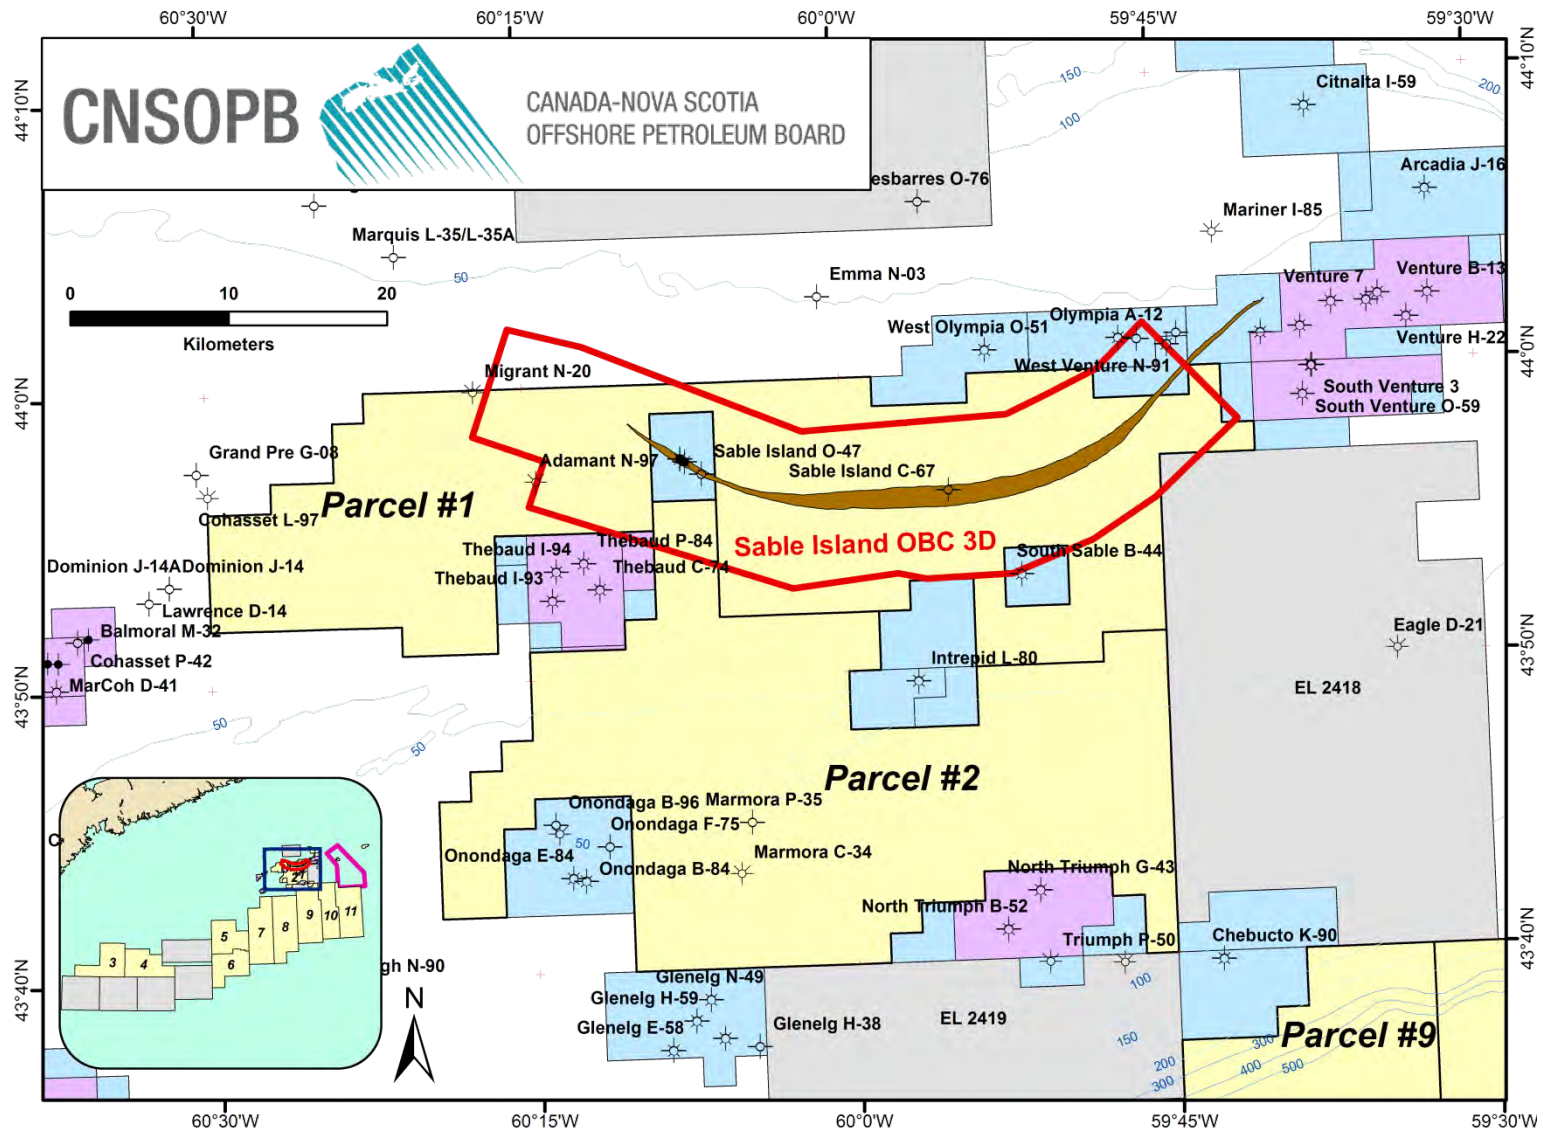 60°30'W
60°15'W
60°0'W
59°45'W
59°30'W
44°10'N
44°10'N
CNSOPB
CANADA-NOVA SCOTIA
OFFSHORE PETROLEUM BOARD
150
100
200
Citnalta I-59
Arcadia J-16
esbarres O-76
Mariner I-85
Marquis L-35/L-35A
50
Emma N-03
Venture 7
Venture B-13
0
10
20
Kilometers
West Olympia O-51
Olympia A-12
Venture H-22
44°0'N
West Venture N-91
Migrant N-20
South Venture 3
South Venture O-59
44°0'N
Grand Pre G-08
Adamant N-97
Sable Island O-47
Sable Island C-67
Parcel #1
Cohasset L-97
Thebaud I-94
Thebaud P-84
Sable Island OBC 3D
South Sable B-44
Dominion J-14A
Dominion J-14
Thebaud I-93
Thebaud C-74
Lawrence D-14
Balmoral M-32
Eagle D-21
43°50'N
Cohasset P-42
Intrepid L-80
MarCoh D-41
EL 2418
43°50'N
50
50
Parcel #2
Onondaga B-96
Marmora P-35
Onondaga F-75
50
Onondaga E-84
Onondaga B-84
Marmora C-34
North Triumph G-43
North Triumph B-52
Triumph P-50
Chebucto K-90
43°40'N
C
2
1
3
4
5
6
7
8
9
10
11
gh N-90
43°40'N
N
Glenelg N-49
Glenelg H-59
Glenelg E-58
Glenelg H-38
EL 2419
100
150
200
300
300
400
500
Parcel #9
60°30'W
60°15'W
60°0'W
59°45'W
59°30'W